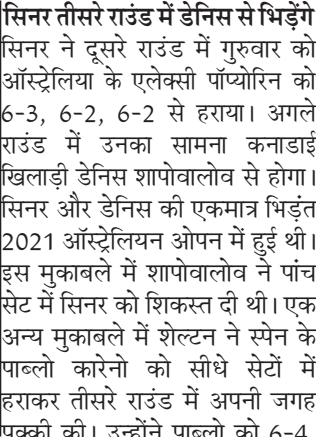 सिनर तीसरे राउंड में डेनिस से भिड़ेंगे
सिनर ने दूसरे राउंड में गुरुवार को
ऑस्ट्रेलिया के एलेक्सी पॉप्योरिन को
6-3, 6-2, 6-2 से हराया। अगले
राउंड में उनका सामना कनाडाई
खिलाड़ी डेनिस शापोवालोव से होगा।
सिनर और डेनिस की एकमात्र भिड़ंत
2021 ऑस्ट्रेलियन ओपन में हुई थी।
इस मुकाबले में शापोवालोव ने पांच
सेट में सिनर को शिकस्त दी थी। एक
अन्य मुकाबले में शेल्टन ने स्पेन के
पाब्लो कारेनो को सीधे सेटों में
हराकर तीसरे राउंड में अपनी जगह
पक्की की। उन्होंने पाब्लो को 6-4,